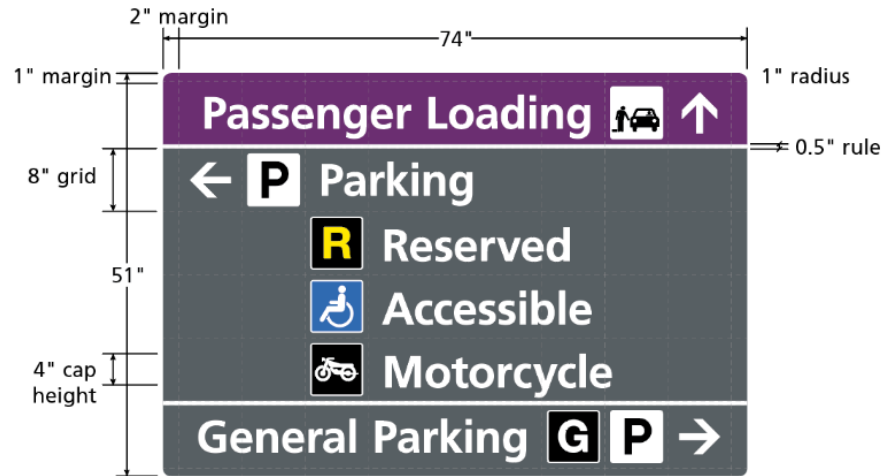 2" margin
74"
1" margin
1" radius
Passenger Loading
0.5" rule
8" grid
P Parking
R Reserved
51"
Accessible
4" cap
height
Motorcycle
General Parking G P